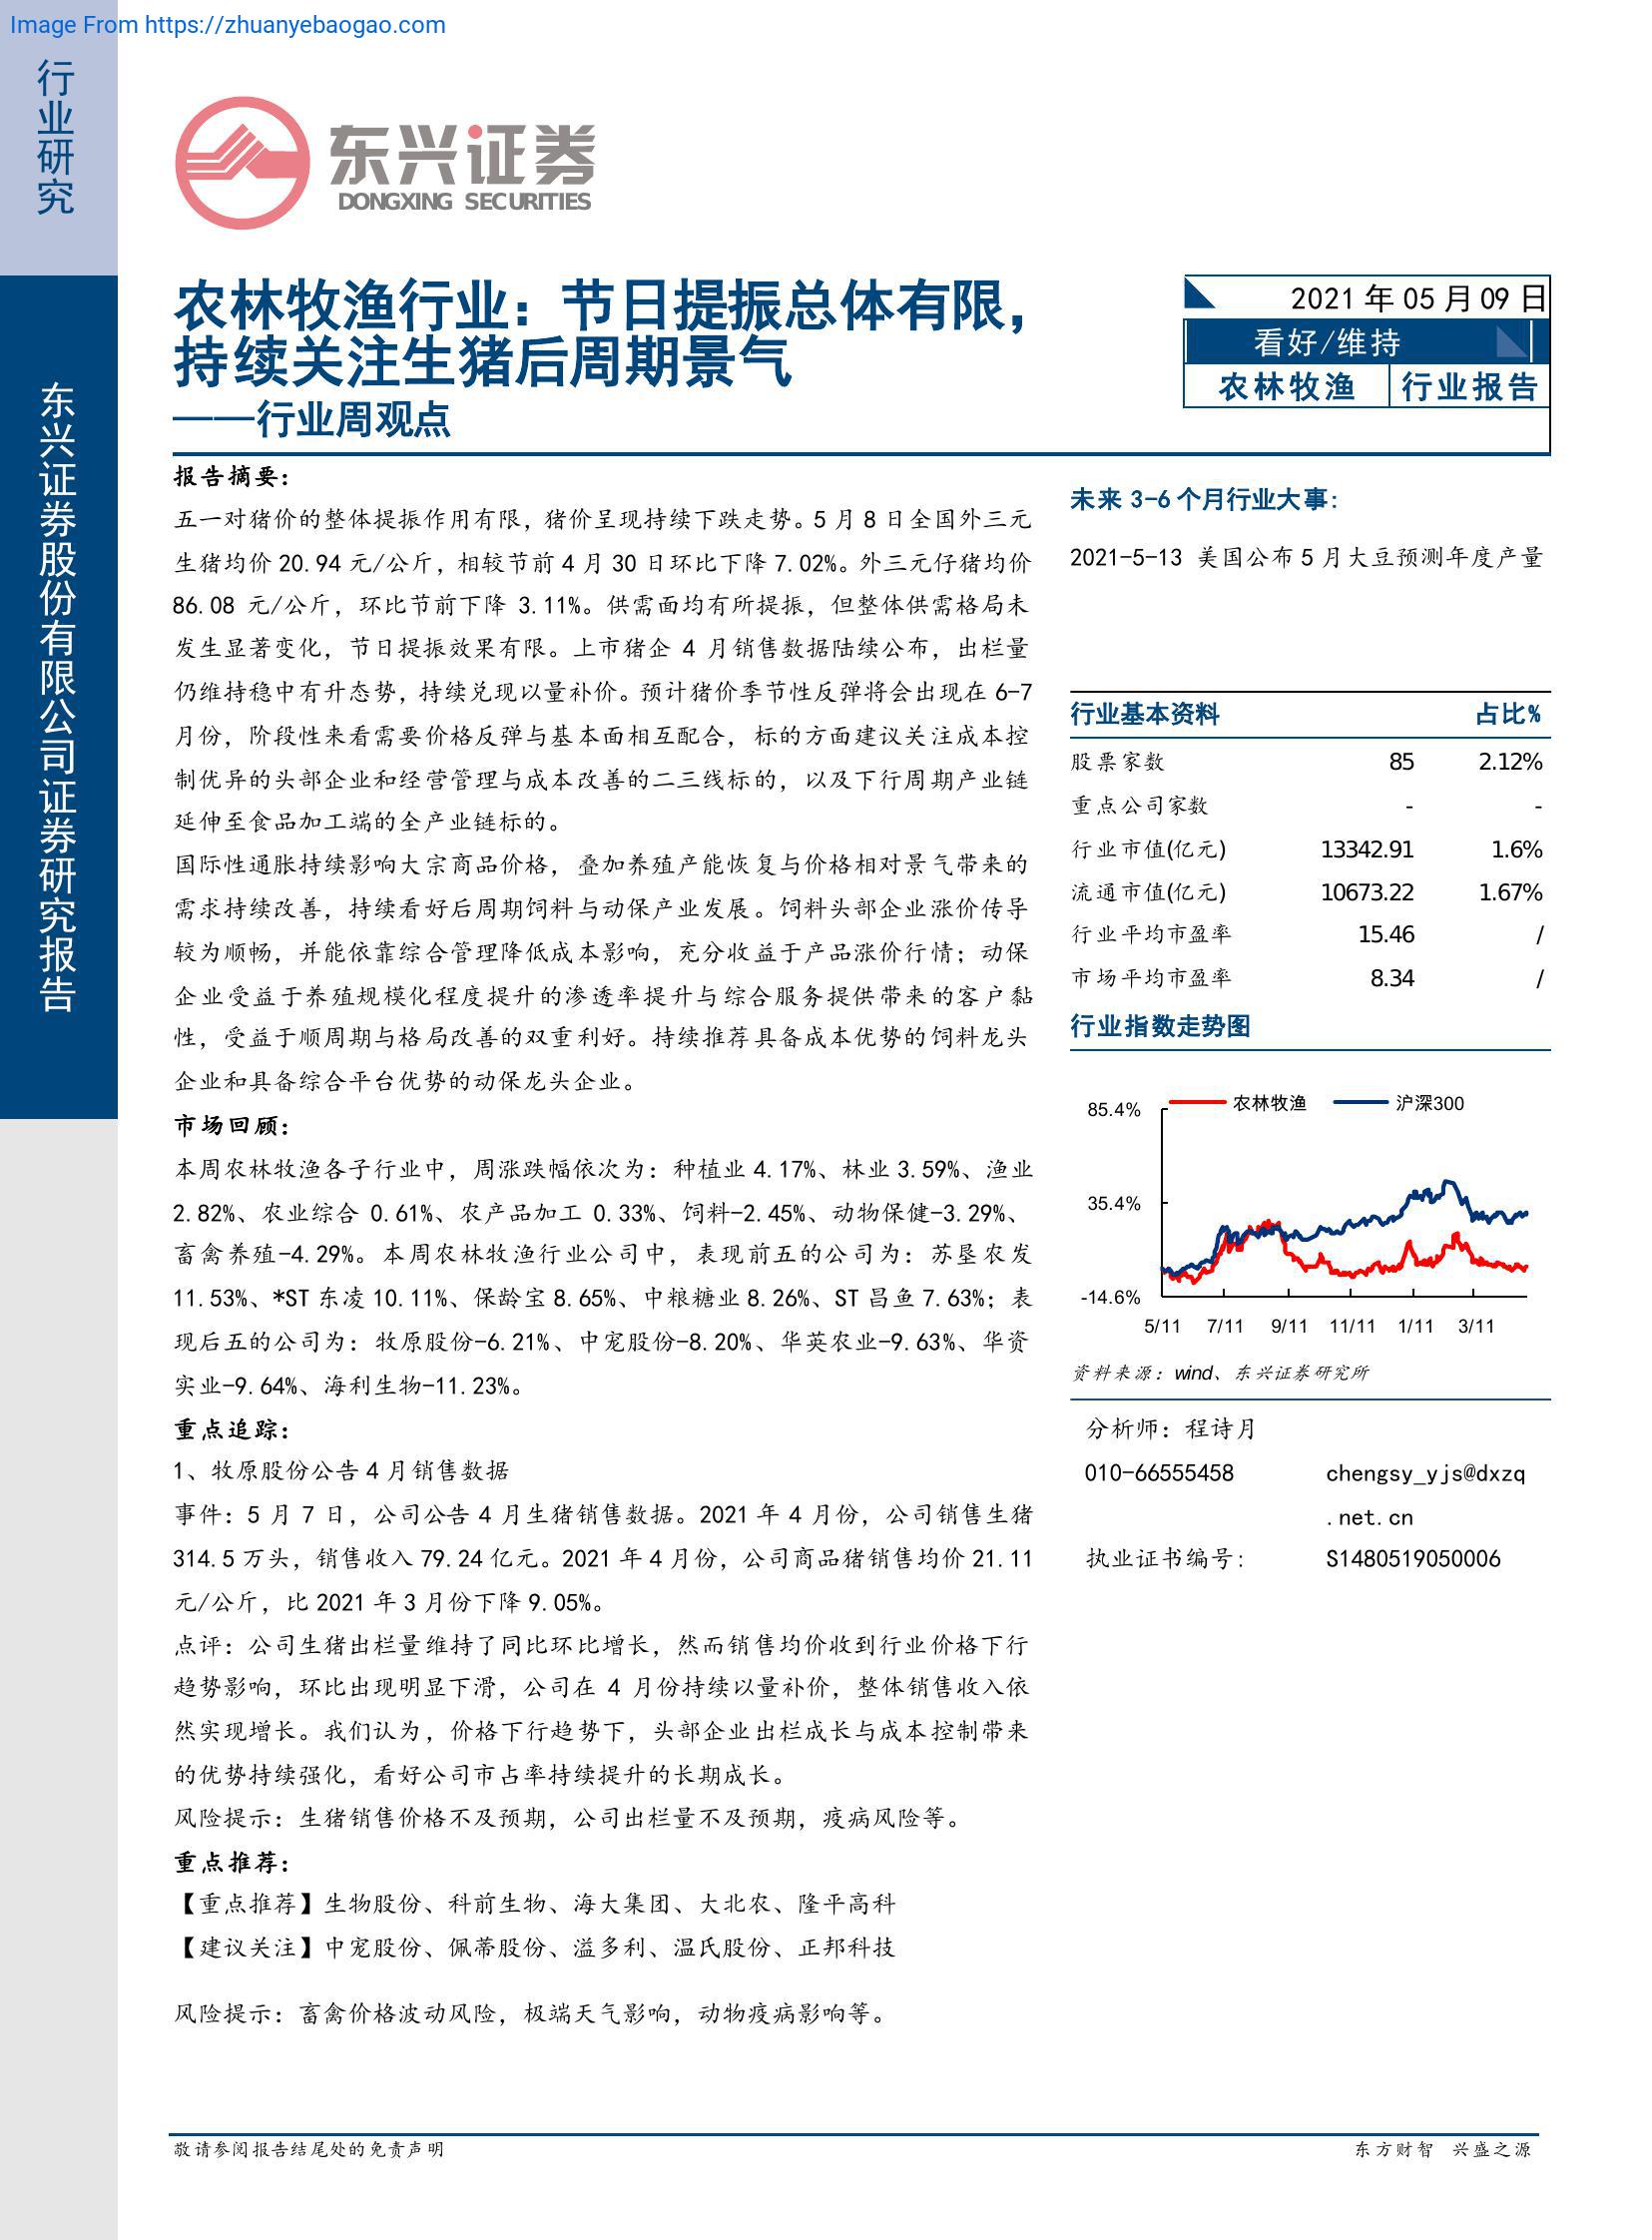 Image From https://zhuanyebaogao.com
行业研究
东兴证券股份有限公司证券研究报告
东兴证券
DONGXING SECURITIES
农林牧渔行业：节日提振总体有限，
持续关注生猪后周期景气
——行业周观点
2021 年 05 月 09 日
看好/维持
农林牧渔 行业报告
报告摘要：
五一对猪价的整体提振作用有限，猪价呈现持续下跌走势。5 月 8 日全国外三元
生猪均价 20.94 元/公斤，相较节前 4 月 30 日环比下降 7.02%。外三元仔猪均价
86.08 元/公斤，环比节前下降 3.11%。供需面均有所提振，但整体供需格局未
发生显著变化，节日提振效果有限。上市猪企 4 月销售数据陆续公布，出栏量
仍维持稳中有升态势，持续兑现以量补价。预计猪价季节性反弹将会出现在 6-7
月份，阶段性来看需要价格反弹与基本面相互配合，标的方面建议关注成本控
制优异的头部企业和经营管理与成本改善的二三线标的，以及下行周期产业链
延伸至食品加工端的全产业链标的。
国际性通胀持续影响大宗商品价格，叠加养殖产能恢复与价格相对景气带来的
需求持续改善，持续看好后周期饲料与动保产业发展。饲料头部企业涨价传导
较为顺畅，并能依靠综合管理降低成本影响，充分收益于产品涨价行情；动保
企业受益于养殖规模化程度提升的渗透率提升与综合服务提供带来的客户黏
性，受益于顺周期与格局改善的双重利好。持续推荐具备成本优势的饲料龙头
企业和具备综合平台优势的动保龙头企业。
市场回顾：
本周农林牧渔各子行业中，周涨跌幅依次为：种植业 4.17%、林业 3.59%、渔业
2.82%、农业综合 0.61%、农产品加工 0.33%、饲料-2.45%、动物保健-3.29%、
畜禽养殖-4.29%。本周农林牧渔行业公司中，表现前五的公司为：苏垦农发
11.53%、*ST 东凌 10.11%、保龄宝 8.65%、中粮糖业 8.26%、ST 昌鱼 7.63%；表
现后五的公司为：牧原股份-6.21%、中宠股份-8.20%、华英农业-9.63%、华资
实业-9.64%、海利生物-11.23%。
重点追踪：
1、牧原股份公告 4 月销售数据
事件：5 月 7 日，公司公告 4 月生猪销售数据。2021 年 4 月份，公司销售生猪
314.5 万头，销售收入 79.24 亿元。2021 年 4 月份，公司商品猪销售均价 21.11
元/公斤，比 2021 年 3 月份下降 9.05%。
点评：公司生猪出栏量维持了同比环比增长，然而销售均价收到行业价格下行
趋势影响，环比出现明显下滑，公司在 4 月份持续以量补价，整体销售收入依
然实现增长。我们认为，价格下行趋势下，头部企业出栏成长与成本控制带来
的优势持续强化，看好公司市占率持续提升的长期成长。
风险提示：生猪销售价格不及预期，公司出栏量不及预期，疫病风险等。
重点推荐：
【重点推荐】生物股份、科前生物、海大集团、大北农、隆平高科
【建议关注】中宠股份、佩蒂股份、溢多利、温氏股份、正邦科技
风险提示：畜禽价格波动风险，极端天气影响，动物疫病影响等。
未来 3-6 个月行业大事：
2021-5-13 美国公布 5 月大豆预测年度产量
行业基本资料 占比%
股票家数 85 2.12%
重点公司家数 - -
行业市值(亿元) 13342.91 1.6%
流通市值(亿元) 10673.22 1.67%
行业平均市盈率 15.46 /
市场平均市盈率 8.34 /
行业指数走势图
农林牧渔 沪深300
85.4%
35.4%
-14.6%
5/11 7/11 9/11 11/11 1/11 3/11
资料来源：wind、东兴证券研究所
分析师：程诗月
010-66555458 chengsy_yjs@dxzq
.net.cn
执业证书编号： S1480519050006
敬请参阅报告结尾处的免责声明
东方财智 兴盛之源